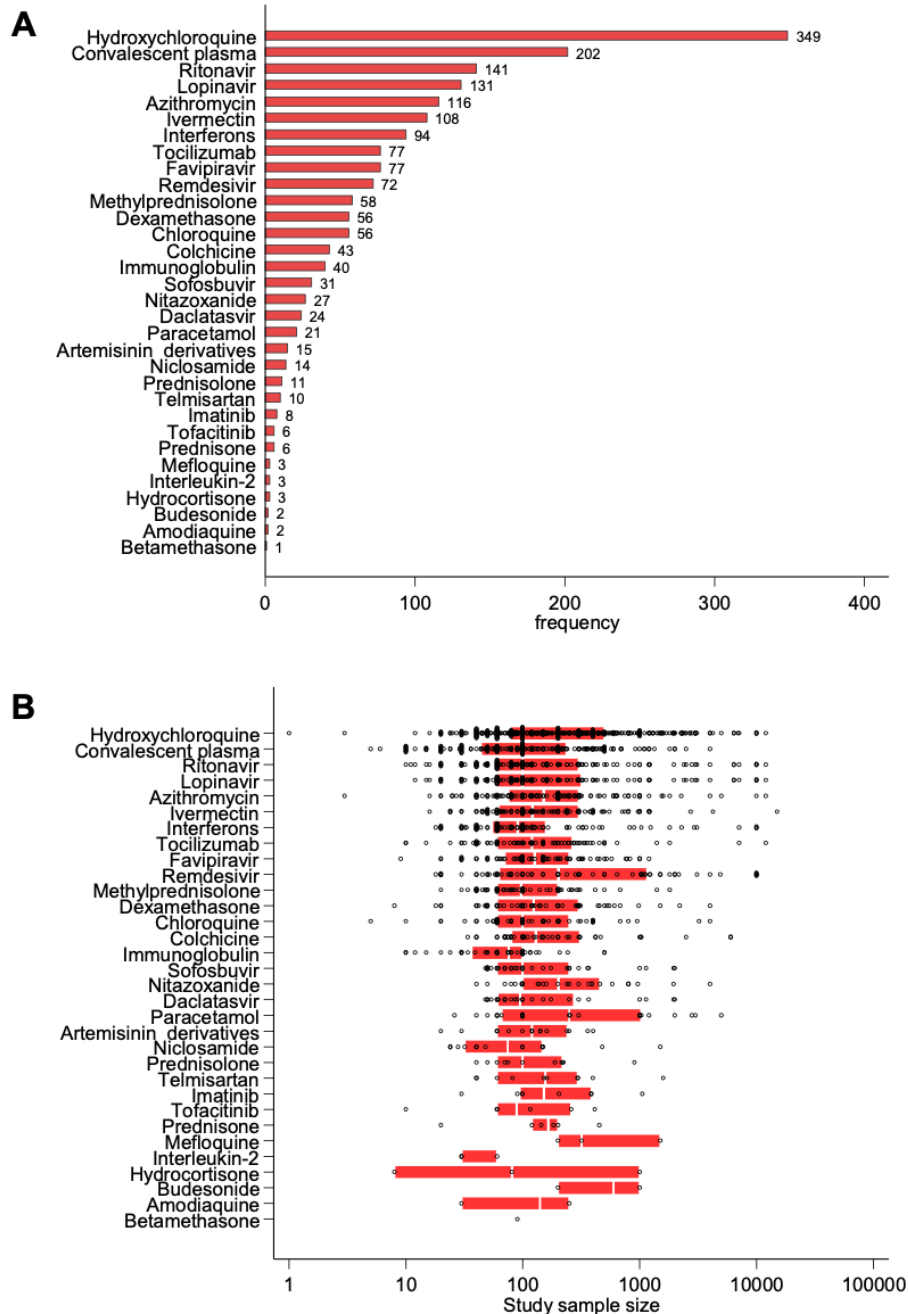 A
Hydroxychloroquine 349
Convalescent plasma 202
Ritonavir 141
Lopinavir 131
Azithromycin 116
Ivermectin 108
Interferons 94
Tocilizumab 77
Favipiravir 77
Remdesivir 72
Methylprednisolone 58
Dexamethasone 56
Chloroquine 56
Colchicine 43
Immunoglobulin 40
Sofosbuvir 31
Nitazoxanide 27
Daclatasvir 24
Paracetamol 21
Artemisinin derivatives 15
Niclosamide 14
Prednisolone 11
Telmisartan 10
Imatinib 8
Tofacitinib 6
Prednisone 6
Mefloquine 3
Interleukin-2 3
Hydrocortisone 3
Budesonide 2
Amodiaquine 2
Betamethasone 1
0 100 200 300 400
frequency
B
Hydroxychloroquine
Convalescent plasma
Ritonavir
Lopinavir
Azithromycin
Ivermectin
Interferons
Tocilizumab
Favipiravir
Remdesivir
Methylprednisolone
Dexamethasone
Chloroquine
Colchicine
Immunoglobulin
Sofosbuvir
Nitazoxanide
Daclatasvir
Paracetamol
Artemisinin derivatives
Niclosamide
Prednisolone
Telmisartan
Imatinib
Tofacitinib
Prednisone
Mefloquine
Interleukin-2
Hydrocortisone
Budesonide
Amodiaquine
Betamethasone
1 10 100 1000 10000 100000
Study sample size